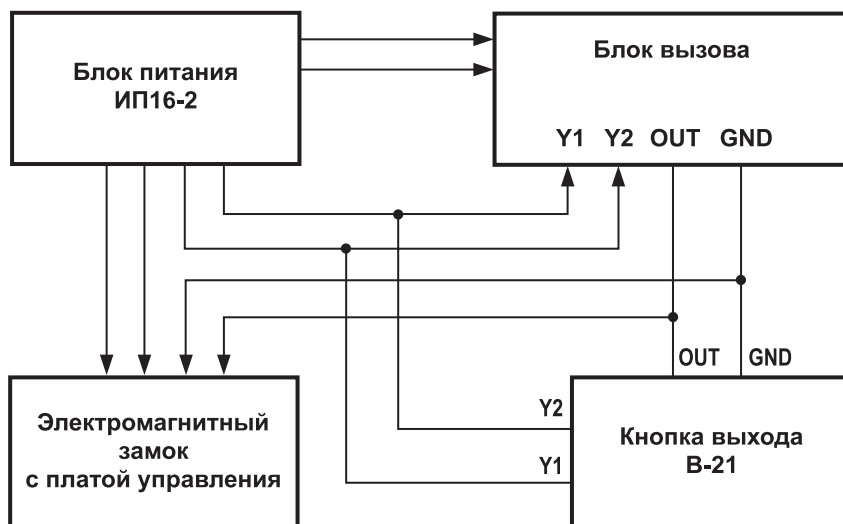 Блок питания
ИП16-2
Блок вызова
Y1 Y2 OUT GND
OUT GND
Электромагнитный
замок
с платой управления
Y2
Y1
Кнопка выхода
В-21